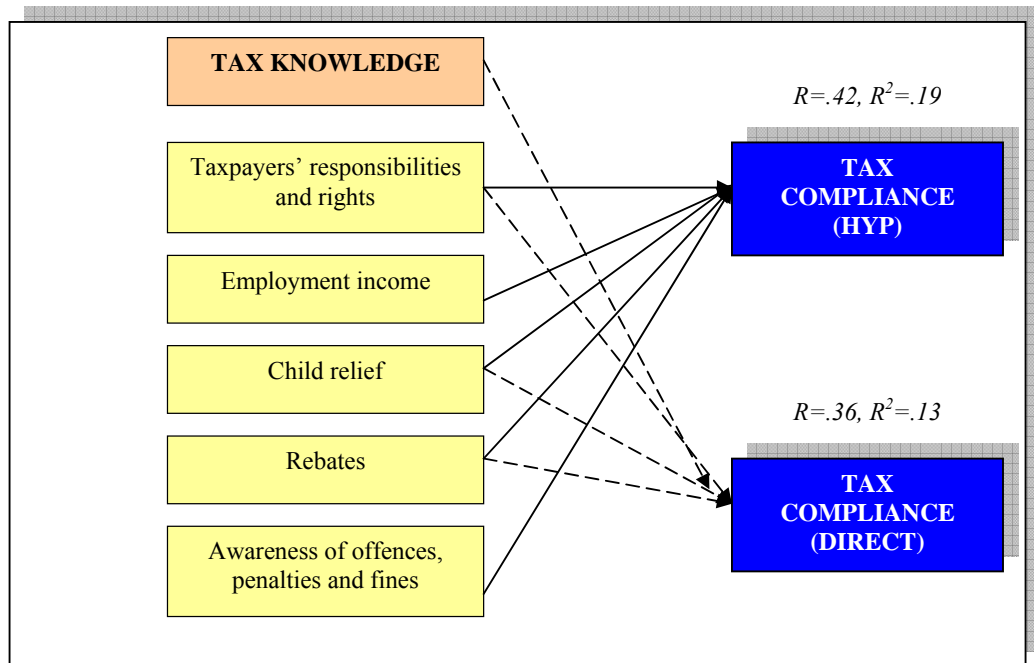 TAX KNOWLEDGE
Taxpayers’ responsibilities
and rights
Employment income
Child relief
Rebates
Awareness of offences,
penalties and fines
R=.42, R²=.19
TAX
COMPLIANCE
(HYP)
R=.36, R²=.13
TAX
COMPLIANCE
(DIRECT)